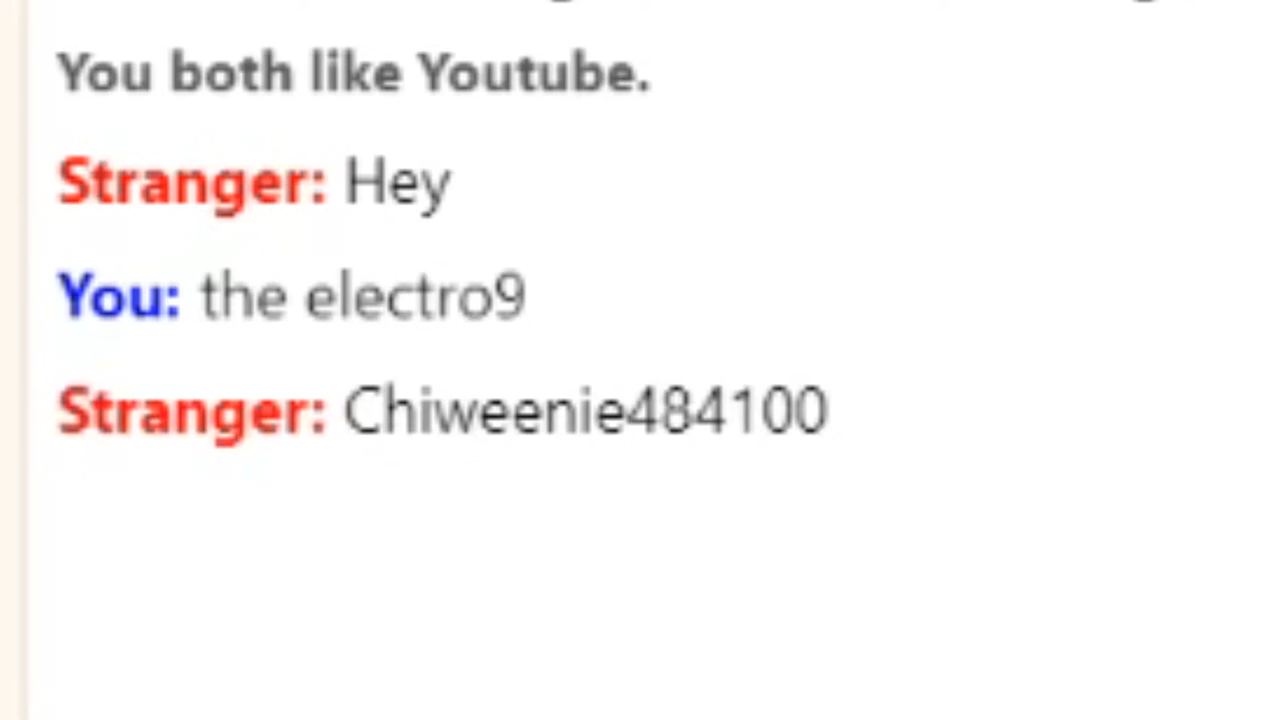 You both like Youtube.
Stranger: Hey
You: the electro9
Stranger: Chiweenie484100